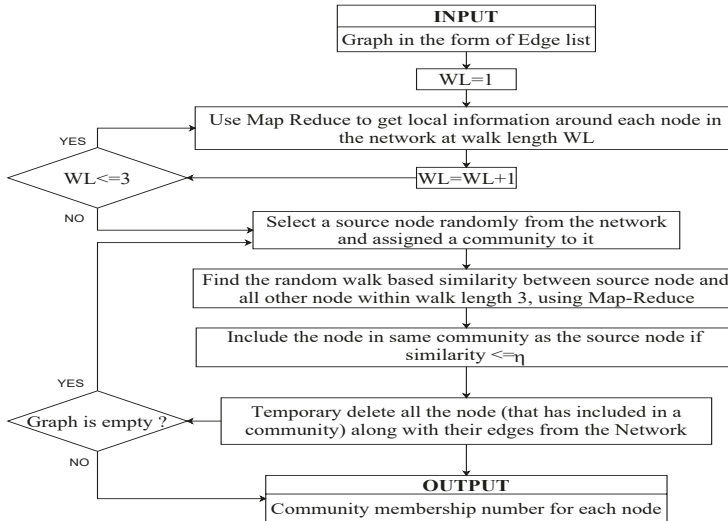 INPUT
Graph in the form of Edge list
WL=1
Use Map Reduce to get local information around each node in
the network at walk length WL
YES
WL<=3
WL=WL+1
NO
Select a source node randomly from the network
and assigned a community to it
Find the random walk based similarity between source node and
all other node within walk length 3, using Map-Reduce
Include the node in same community as the source node if
similarity <=η
YES
Graph is empty ?
Temporary delete all the node (that has included in a
community) along with their edges from the Network
NO
OUTPUT
Community membership number for each node